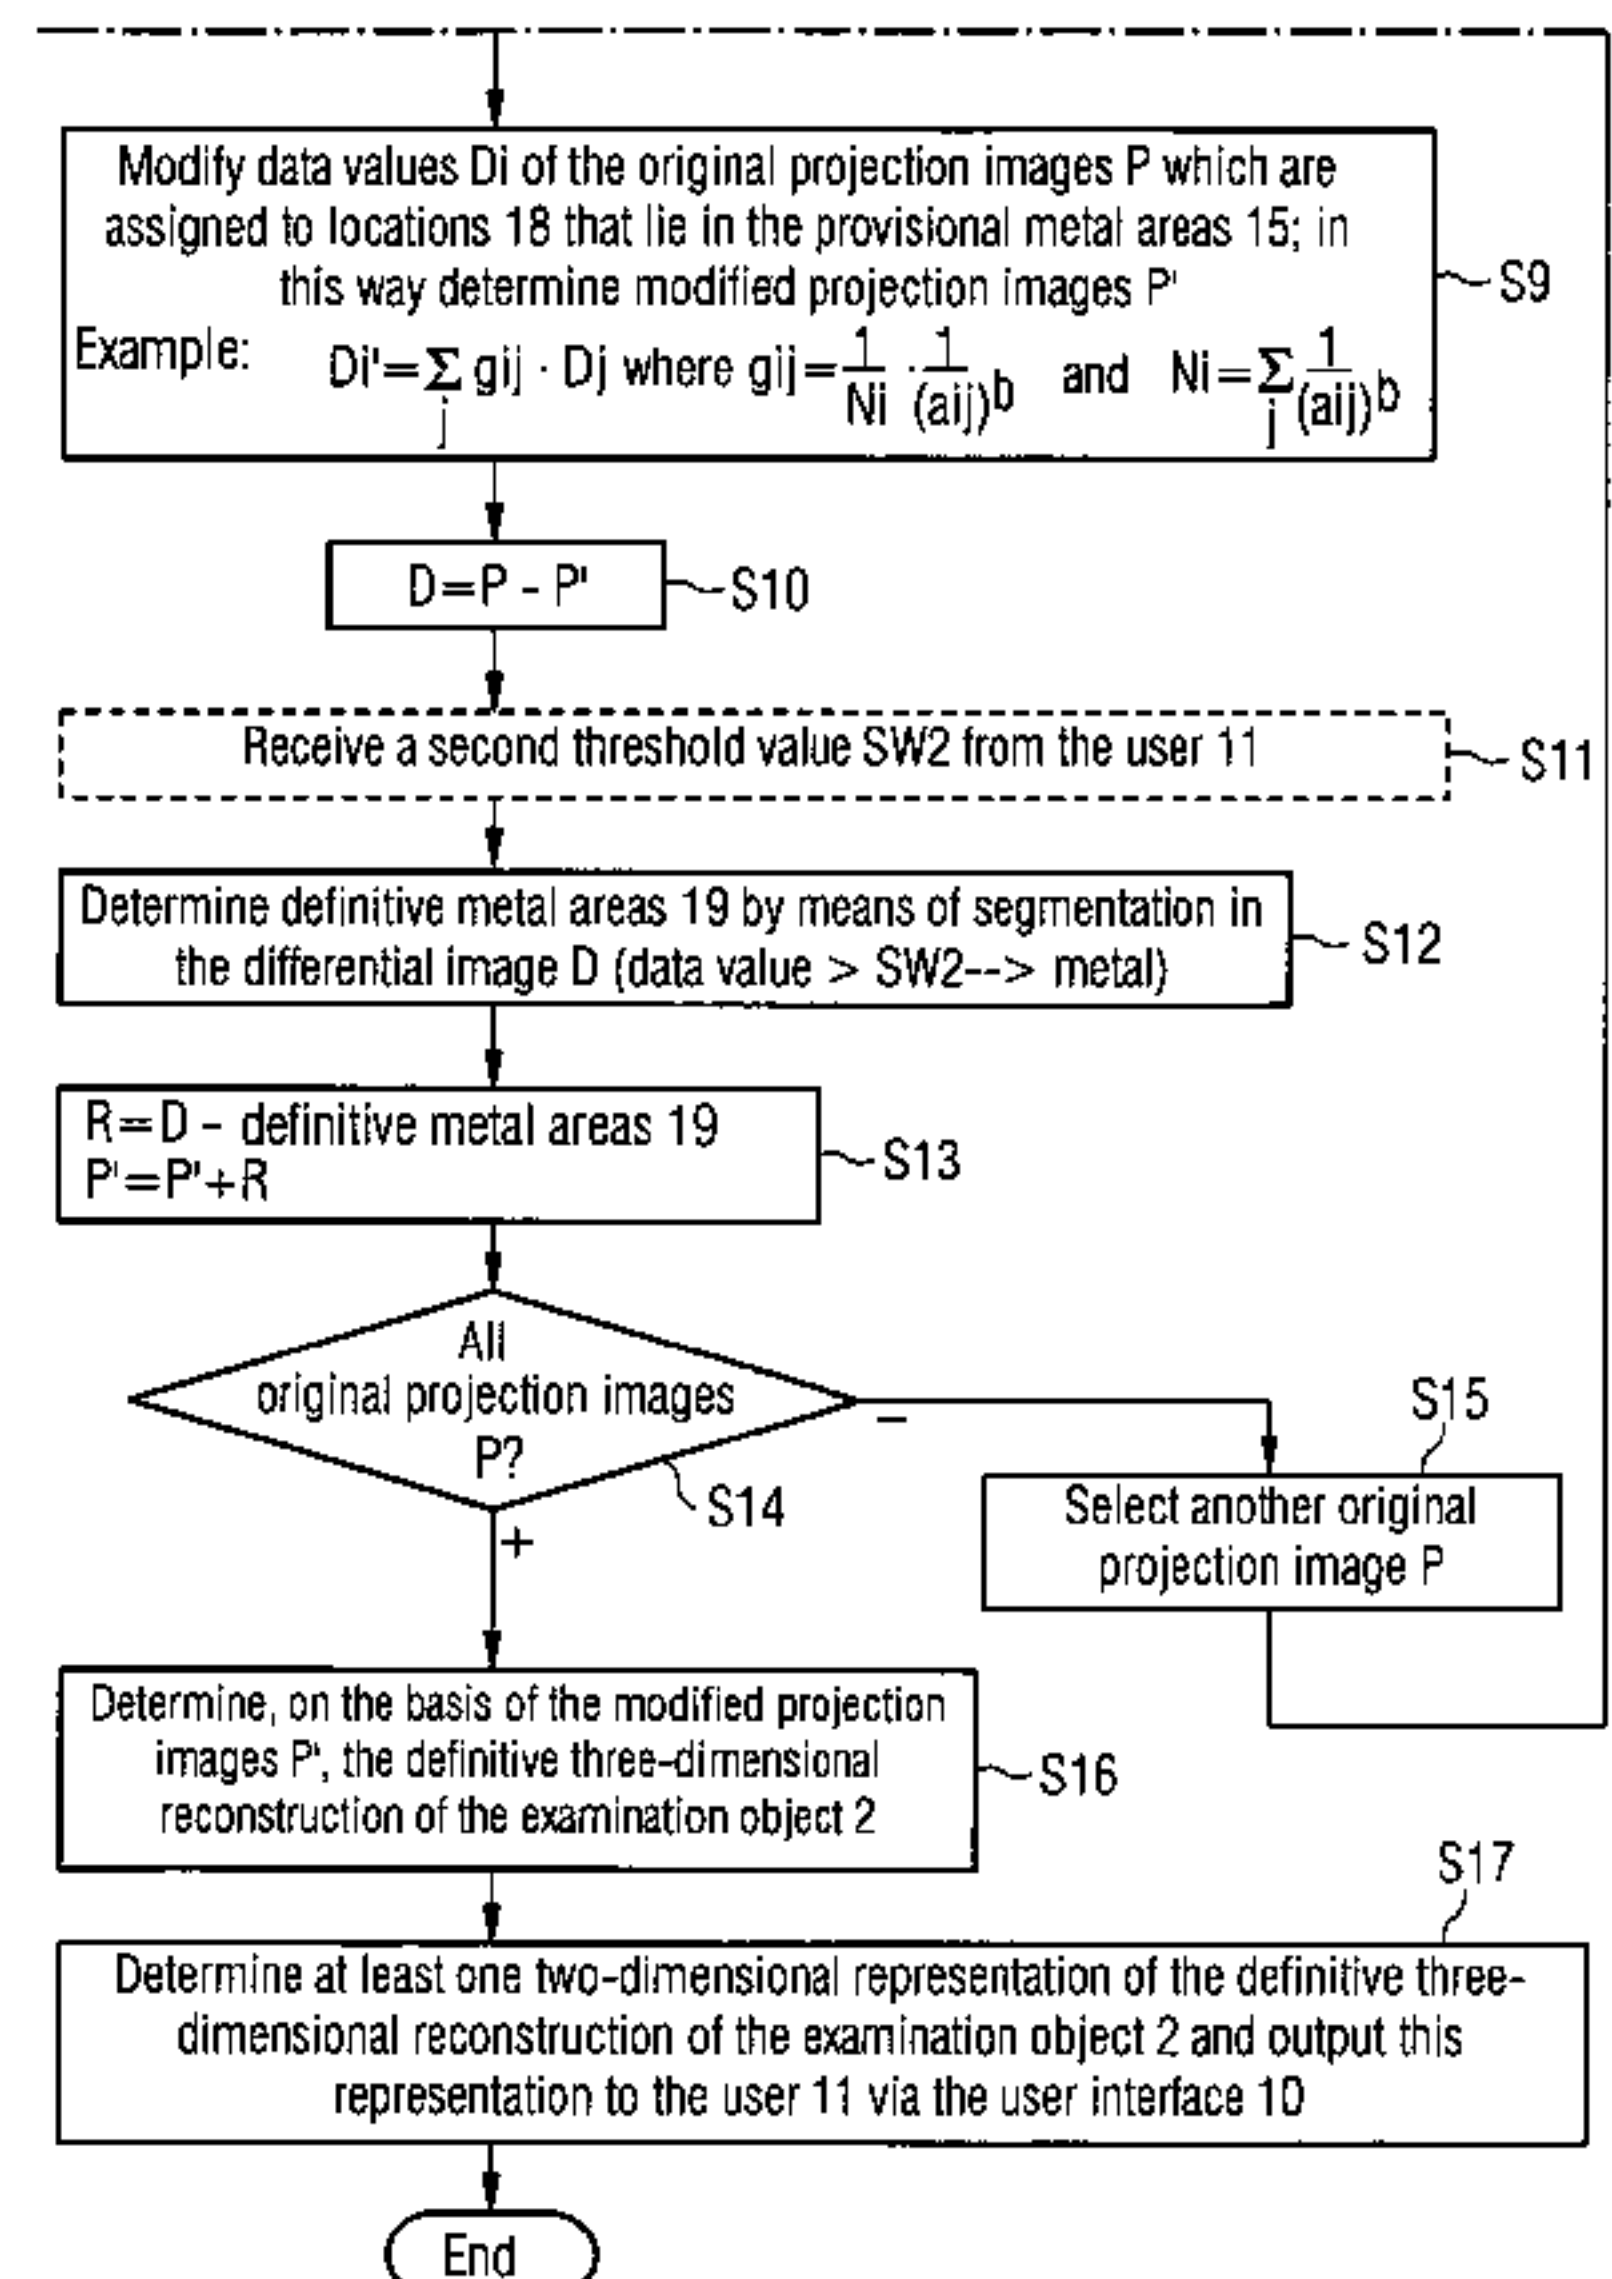 Modify data values Di of the original projection images P which are
assigned to locations 18 that lie in the provisional metal areas 15; in
this way determine modified projection images P'
S9
Example: Di'=Σj gij · Dj where gij=1/Ni · 1/(aij)b and Ni=Σj 1/(aij)b
D=P - P'
S10
Receive a second threshold value SW2 from the user 11
S11
Determine definitive metal areas 19 by means of segmentation in
the differential image D (data value > SW2--> metal)
S12
R=D - definitive metal areas 19
P'=P'+R
S13
All
original projection images
P?
S14
–
+
S15
Select another original
projection image P
Determine, on the basis of the modified projection
images P', the definitive three-dimensional
reconstruction of the examination object 2
S16
S17
Determine at least one two-dimensional representation of the definitive three-
dimensional reconstruction of the examination object 2 and output this
representation to the user 11 via the user interface 10
End